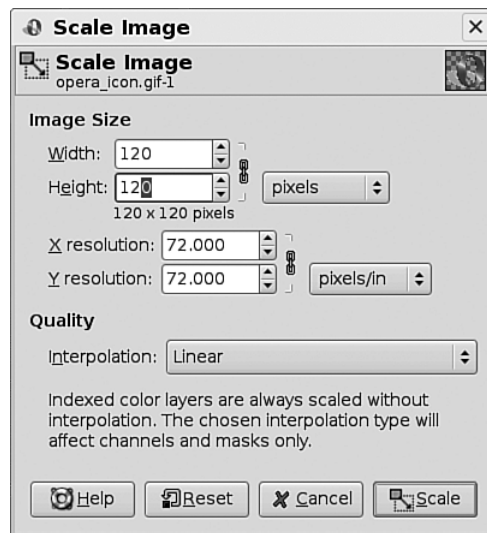 Scale Image
Scale Image
opera_icon.gif-1
Image Size
Width: 120
Height: 120 pixels
120 x 120 pixels
X resolution: 72.000
Y resolution: 72.000 pixels/in
Quality
Interpolation: Linear
Indexed color layers are always scaled without
interpolation. The chosen interpolation type will
affect channels and masks only.
Help Reset Cancel Scale